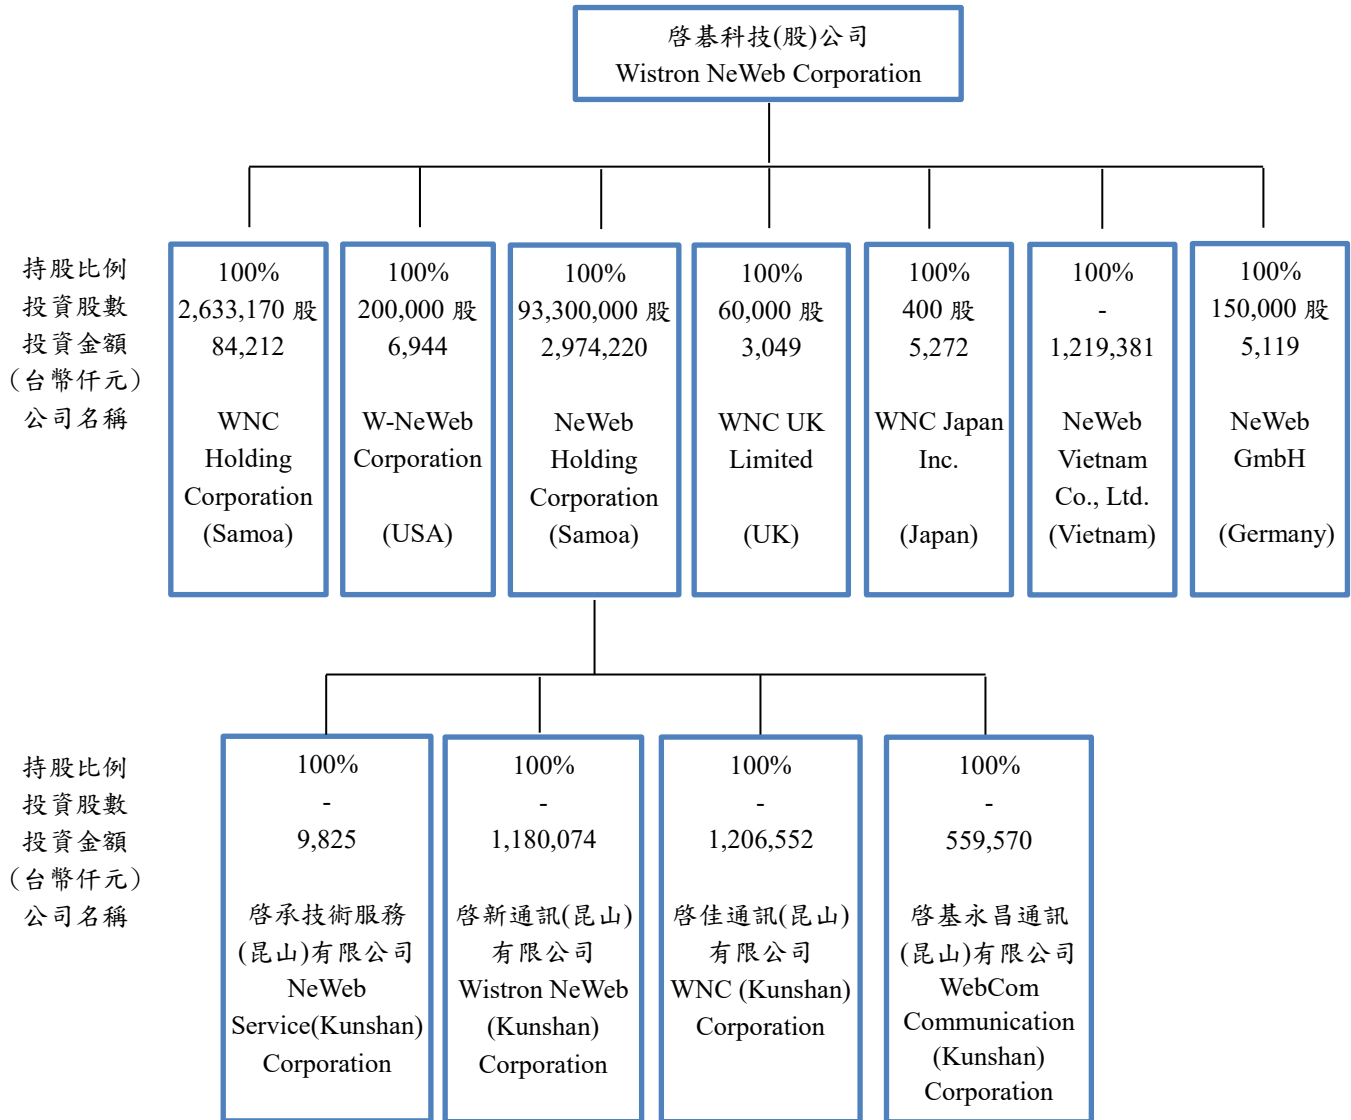 啓碁科技(股)公司
Wistron NeWeb Corporation
持股比例
投資股數
投資金額
(台幣仟元)
公司名稱
100%
2,633,170 股
84,212
WNC
Holding
Corporation
(Samoa)
100%
200,000 股
6,944
W-NeWeb
Corporation
(USA)
100%
93,300,000 股
2,974,220
NeWeb
Holding
Corporation
(Samoa)
100%
60,000 股
3,049
WNC UK
Limited
(UK)
100%
400 股
5,272
WNC Japan
Inc.
(Japan)
100%
-
1,219,381
NeWeb
Vietnam
Co., Ltd.
(Vietnam)
100%
150,000 股
5,119
NeWeb
GmbH
(Germany)
持股比例
投資股數
投資金額
(台幣仟元)
公司名稱
100%
-
9,825
啓承技術服務
(昆山)有限公司
NeWeb
Service(Kunshan)
Corporation
100%
-
1,180,074
啓新通訊(昆山)
有限公司
Wistron NeWeb
(Kunshan)
Corporation
100%
-
1,206,552
啓佳通訊(昆山)
有限公司
WNC (Kunshan)
Corporation
100%
-
559,570
啓基永昌通訊
(昆山)有限公司
WebCom
Communication
(Kunshan)
Corporation